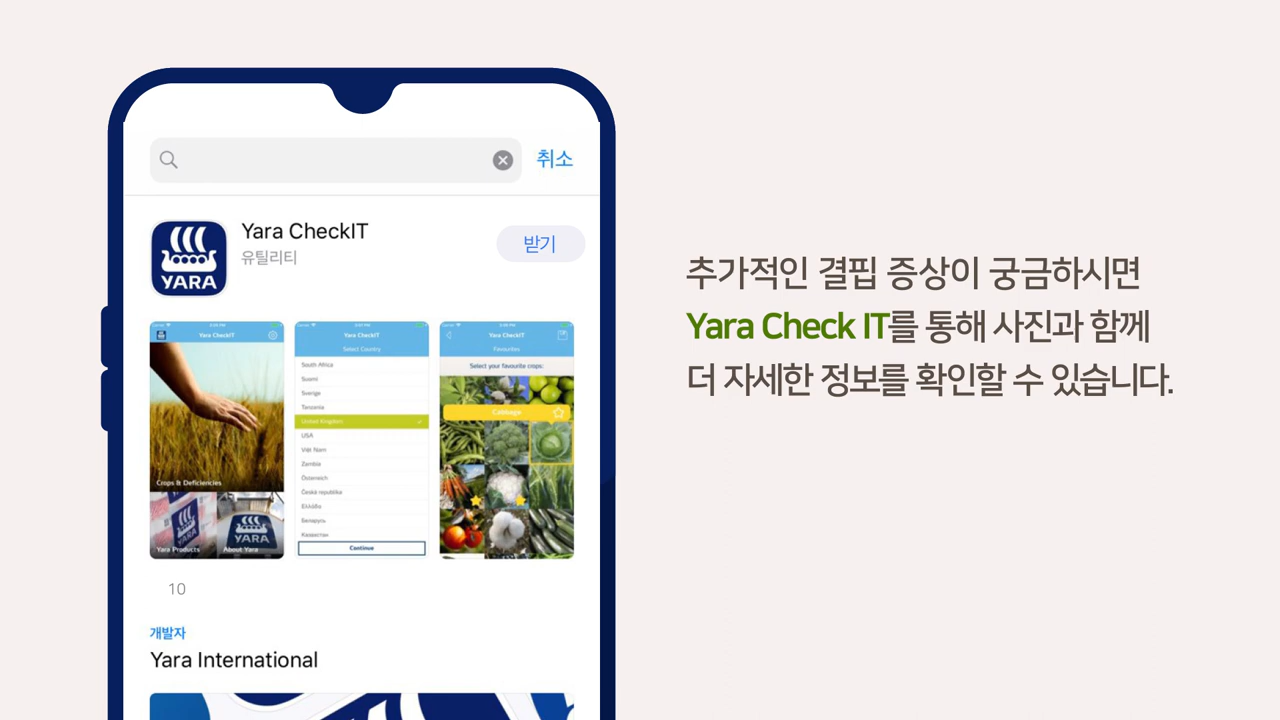 취소
Yara CheckIT
유틸리티
받기
YARA
Yara CheckIT
Crops & Deficiencies
YARA
YARA
Yara Products
About Yara
Yara CheckIT
Select Country
South Africa
Suomi
Sverige
Tanzania
United Kingdom
USA
Việt Nam
Zambia
Österreich
Česká republika
Ελλάδα
Беларусь
Казахстан
Continue
Yara CheckIT
Favourites
Select your favourite crops:
Cabbage
10
개발자
Yara International
추가적인 결핍 증상이 궁금하시면
Yara Check IT를 통해 사진과 함께
더 자세한 정보를 확인할 수 있습니다.